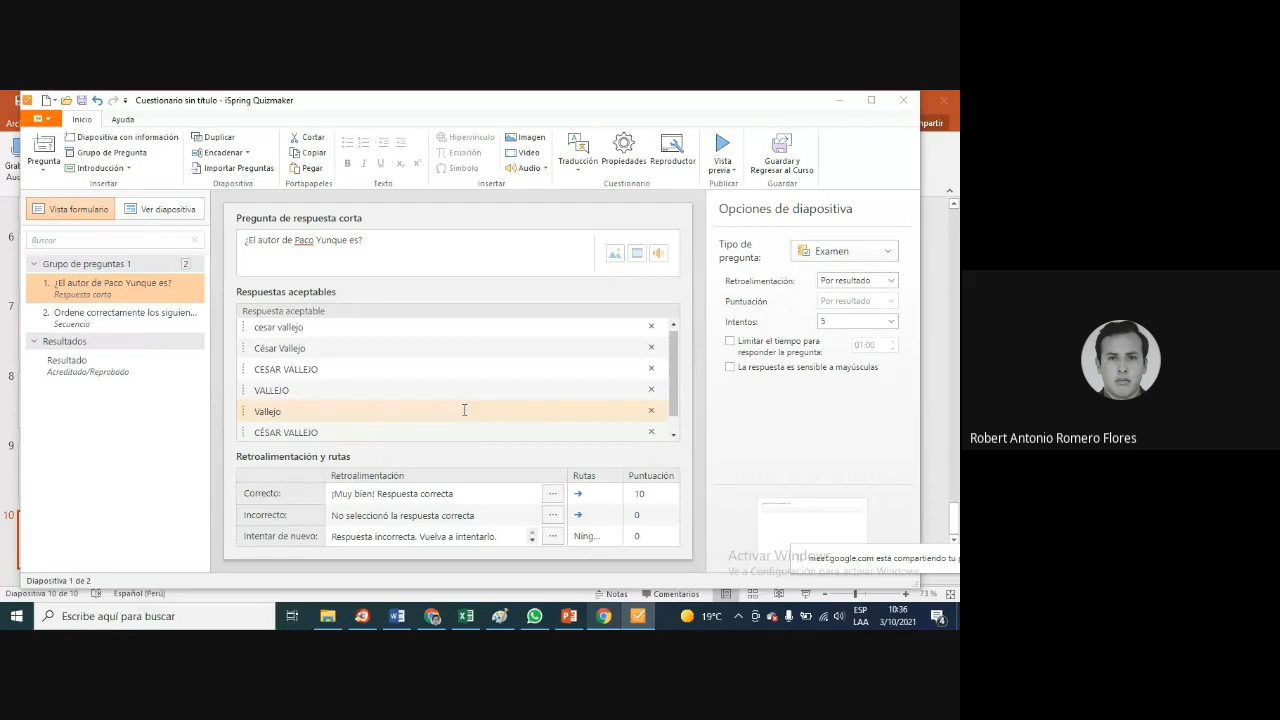 Cuestionario sin título - iSpring Quizmaker
Inicio
Ayuda
Pregunta
Diapositiva con información
Grupo de Pregunta
Introducción
Insertar
Duplicar
Encadenar
Importar Preguntas
Diapositiva
Cortar
Copiar
Pegar
Portapapeles
B I U X₂ X²
Texto
Hipervínculo
Ecuación
Símbolo
Imagen
Video
Audio
Insertar
Traducción
Propiedades
Reproductor
Cuestionario
Vista previa
Publicar
Guardar y Regresar al Curso
Guardar
partir
Vista formulario
Ver diapositiva
Buscar
Grupo de preguntas 1
2
1. ¿El autor de Paco Yunque es?
Respuesta corta
2. Ordene correctamente los siguien...
Secuencia
Resultados
Resultado
Acreditado/Reprobado
6
7
8
9
10
Pregunta de respuesta corta
¿El autor de Paco Yunque es?
Respuestas aceptables
Respuesta aceptable
cesar vallejo
César Vallejo
CESAR VALLEJO
VALLEJO
Vallejo
CÉSAR VALLEJO
Retroalimentación y rutas
Retroalimentación Rutas Puntuación
Correcto: ¡Muy bien! Respuesta correcta 10
Incorrecto: No seleccionó la respuesta correcta 0
Intentar de nuevo: Respuesta incorrecta. Vuelva a intentarlo. Ning... 0
Opciones de diapositiva
Tipo de pregunta: Examen
Retroalimentación: Por resultado
Puntuación Por resultado
Intentos: 5
Limitar el tiempo para responder la pregunta: 01:00
La respuesta es sensible a mayúsculas
Activar Windows
Ve a Configuración para activar Windows
meet.google.com está compartiendo tu p
Diapositiva 1 de 2
Diapositiva 10 de 10
Español (Perú)
Notas
Comentarios
73 %
Escribe aquí para buscar
19°C
ESP
LAA
10:36
3/10/2021
4
Robert Antonio Romero Flores